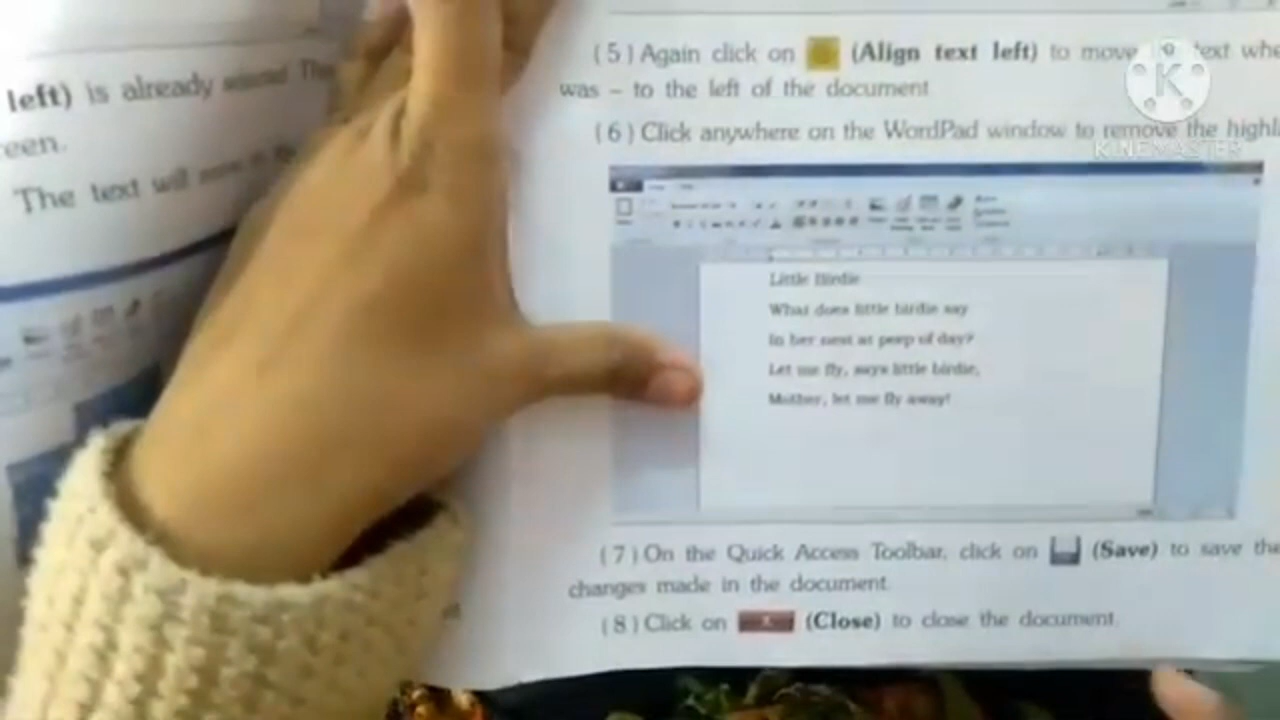 left) is already
een.
The text will
(5) Again click on (Align text left) to move text whe
was – to the left of the document
(6) Click anywhere on the WordPad window to remove the highl
Little Birdie
What does little birdie say
In her nest at peep of day?
Let me fly, says little birdie,
Mother, let me fly away!
(7) On the Quick Access Toolbar, click on (Save) to save the
changes made in the document.
(8) Click on (Close) to close the document.
K
KINEMASTER